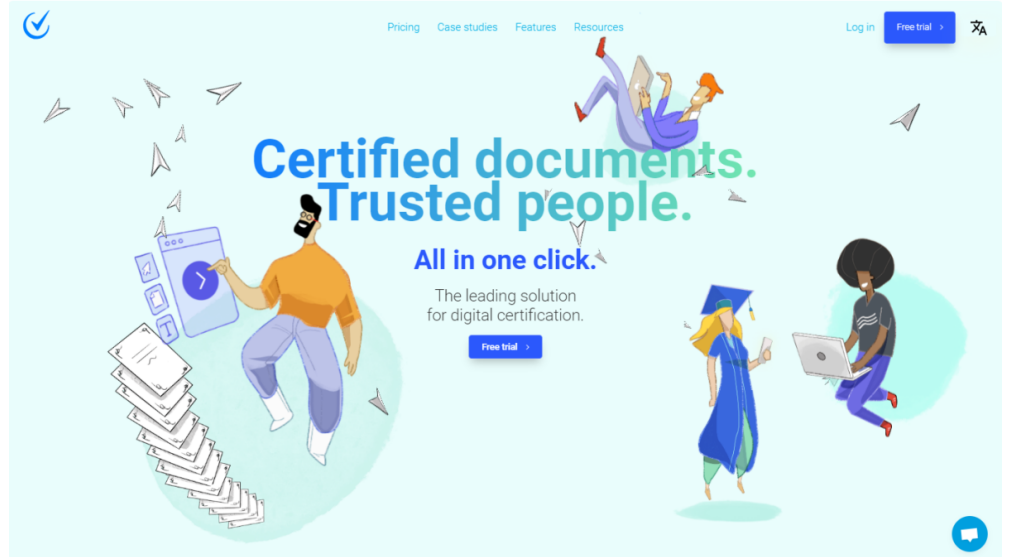 Pricing Case studies Features Resources Log in Free trial
Certified documents.
Trusted people.
All in one click.
The leading solution
for digital certification.
Free trial